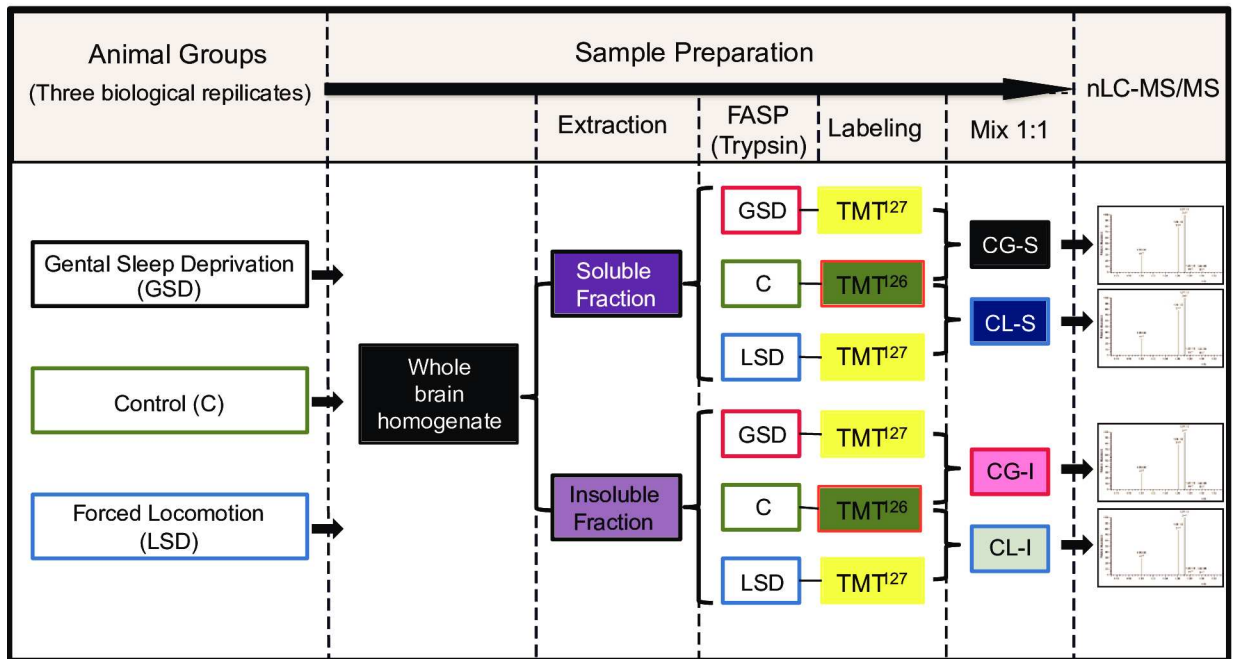 Animal Groups
(Three biological repilicates)
Sample Preparation
nLC-MS/MS
Extraction
FASP
(Trypsin)
Labeling
Mix 1:1
Gental Sleep Deprivation
(GSD)
Control (C)
Forced Locomotion
(LSD)
Whole
brain
homogenate
Soluble
Fraction
Insoluble
Fraction
GSD
TMT127
C
TMT126
LSD
TMT127
GSD
TMT127
C
TMT126
LSD
TMT127
CG-S
CL-S
CG-I
CL-I